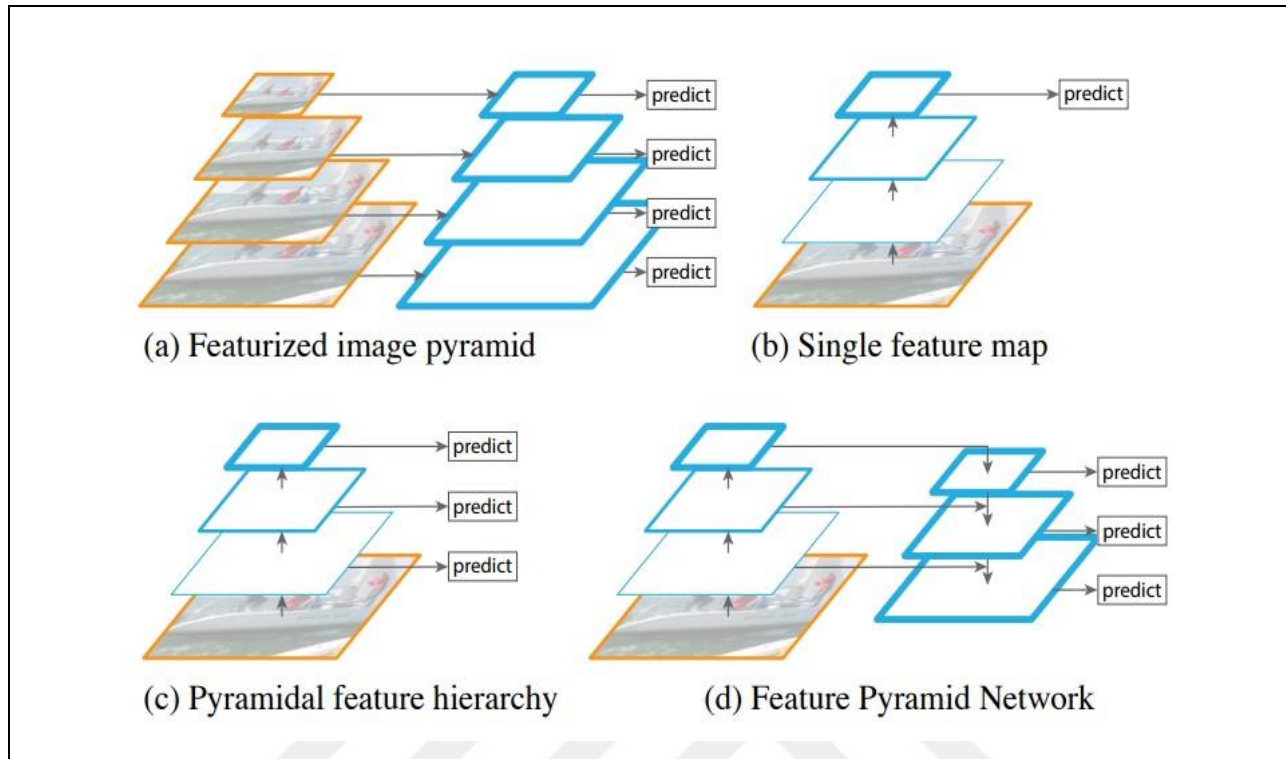 predict
predict
predict
predict
predict
(a) Featurized image pyramid
(b) Single feature map
predict
predict
predict
predict
predict
predict
(c) Pyramidal feature hierarchy
(d) Feature Pyramid Network